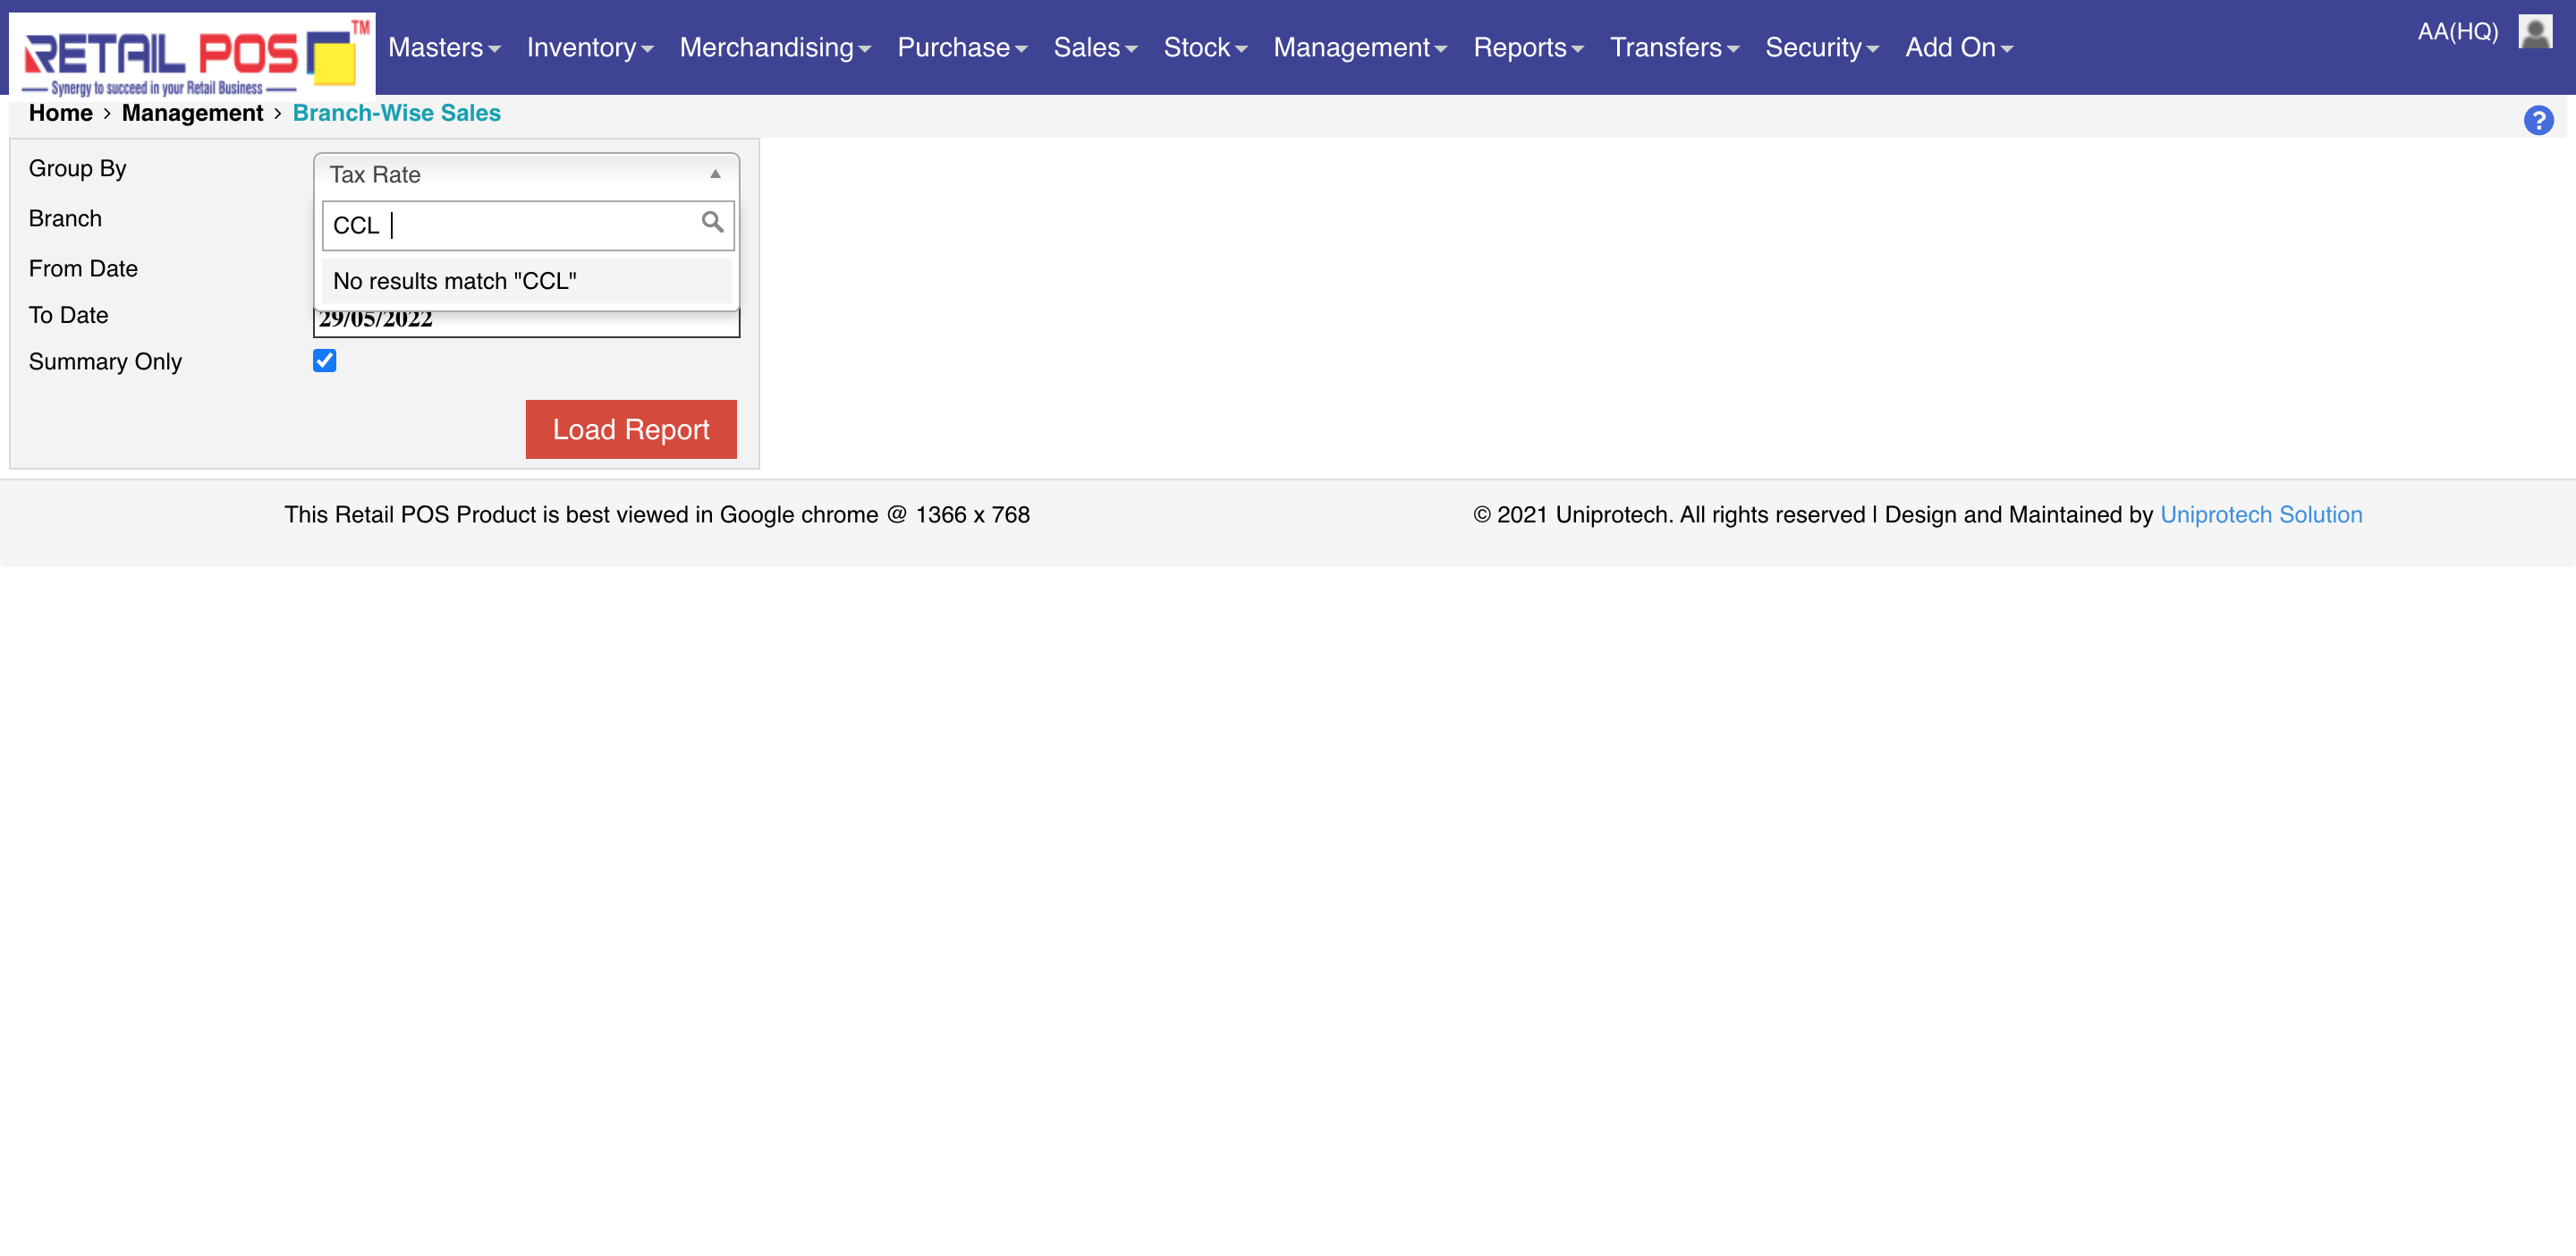 RETAIL POS TM
Synergy to succeed in your Retail Business
Masters Inventory Merchandising Purchase Sales Stock Management Reports Transfers Security Add On
AA(HQ)
Home > Management > Branch-Wise Sales
?
Group By
Tax Rate
Branch
CCL
From Date
No results match "CCL"
To Date
29/05/2022
Summary Only
Load Report
This Retail POS Product is best viewed in Google chrome @ 1366 x 768
© 2021 Uniprotech. All rights reserved | Design and Maintained by Uniprotech Solution